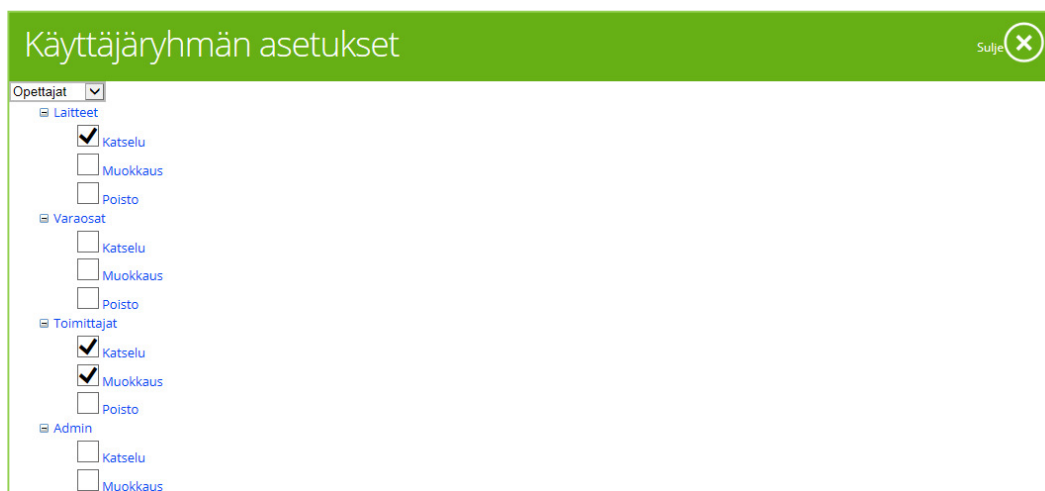 Käyttäjäryhmän asetukset
Sulje
Opettajat
Laitteet
Katselu
Muokkaus
Poisto
Varaosat
Katselu
Muokkaus
Poisto
Toimittajat
Katselu
Muokkaus
Poisto
Admin
Katselu
Muokkaus